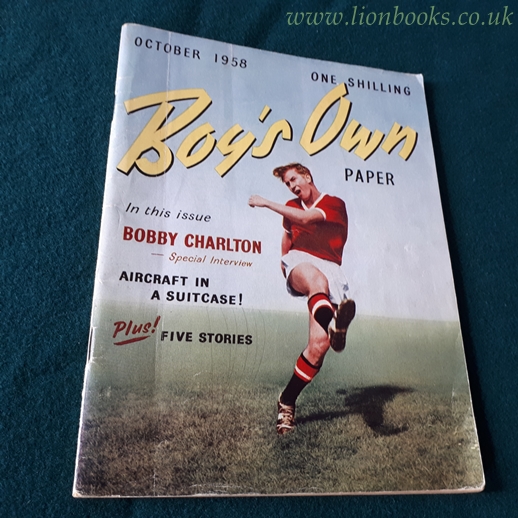 www.lionbooks.co.uk
OCTOBER 1958
ONE SHILLING
Boy's Own
PAPER
In this issue
BOBBY CHARLTON
— Special Interview
AIRCRAFT IN
A SUITCASE!
Plus! FIVE STORIES